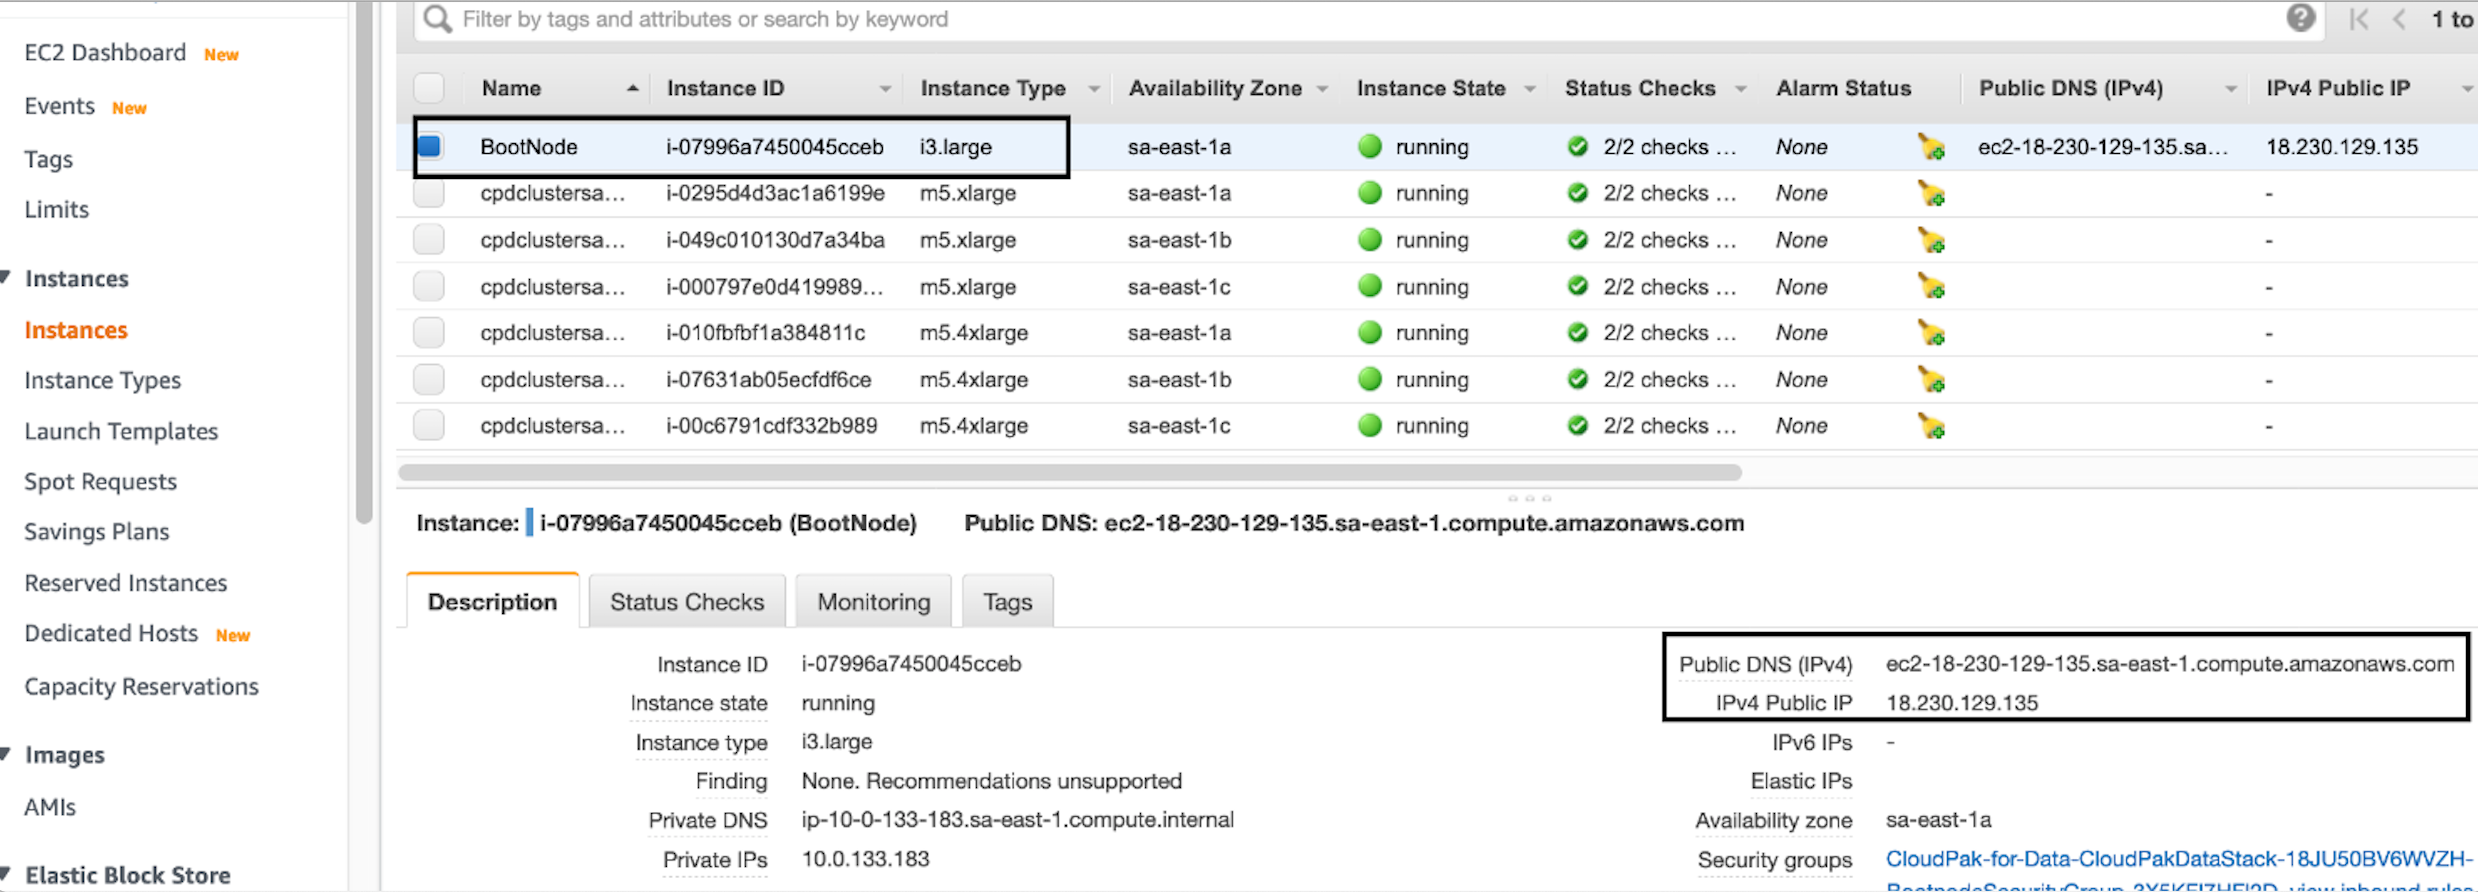 Filter by tags and attributes or search by keyword
1 to
EC2 Dashboard New
Events New
Tags
Limits
Instances
Instances
Instance Types
Launch Templates
Spot Requests
Savings Plans
Reserved Instances
Dedicated Hosts New
Capacity Reservations
Images
AMIs
Elastic Block Store
Name Instance ID Instance Type Availability Zone Instance State Status Checks Alarm Status Public DNS (IPv4) IPv4 Public IP
BootNode i-07996a7450045cceb i3.large sa-east-1a running 2/2 checks ... None ec2-18-230-129-135.sa... 18.230.129.135
cpdclustersa... i-0295d4d3ac1a6199e m5.xlarge sa-east-1a running 2/2 checks ... None -
cpdclustersa... i-049c010130d7a34ba m5.xlarge sa-east-1b running 2/2 checks ... None -
cpdclustersa... i-000797e0d419989... m5.xlarge sa-east-1c running 2/2 checks ... None -
cpdclustersa... i-010fbfbf1a384811c m5.4xlarge sa-east-1a running 2/2 checks ... None -
cpdclustersa... i-07631ab05ecfdf6ce m5.4xlarge sa-east-1b running 2/2 checks ... None -
cpdclustersa... i-00c6791cdf332b989 m5.4xlarge sa-east-1c running 2/2 checks ... None -
Instance: i-07996a7450045cceb (BootNode) Public DNS: ec2-18-230-129-135.sa-east-1.compute.amazonaws.com
Description Status Checks Monitoring Tags
Instance ID i-07996a7450045cceb
Instance state running
Instance type i3.large
Finding None. Recommendations unsupported
Private DNS ip-10-0-133-183.sa-east-1.compute.internal
Private IPs 10.0.133.183
Public DNS (IPv4) ec2-18-230-129-135.sa-east-1.compute.amazonaws.com
IPv4 Public IP 18.230.129.135
IPv6 IPs -
Elastic IPs
Availability zone sa-east-1a
Security groups CloudPak-for-Data-CloudPakDataStack-18JU50BV6WVZH-
view inbound rules